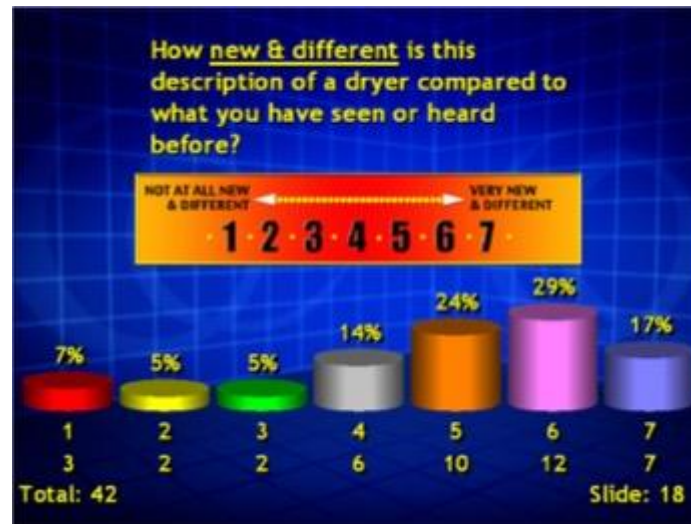 How new & different is this
description of a dryer compared to
what you have seen or heard
before?
NOT AT ALL NEW
& DIFFERENT
VERY NEW
& DIFFERENT
· 1 · 2 · 3 · 4 · 5 · 6 · 7 ·
7% 5% 5% 14% 24% 29% 17%
1 2 3 4 5 6 7
3 2 2 6 10 12 7
Total: 42 Slide: 18